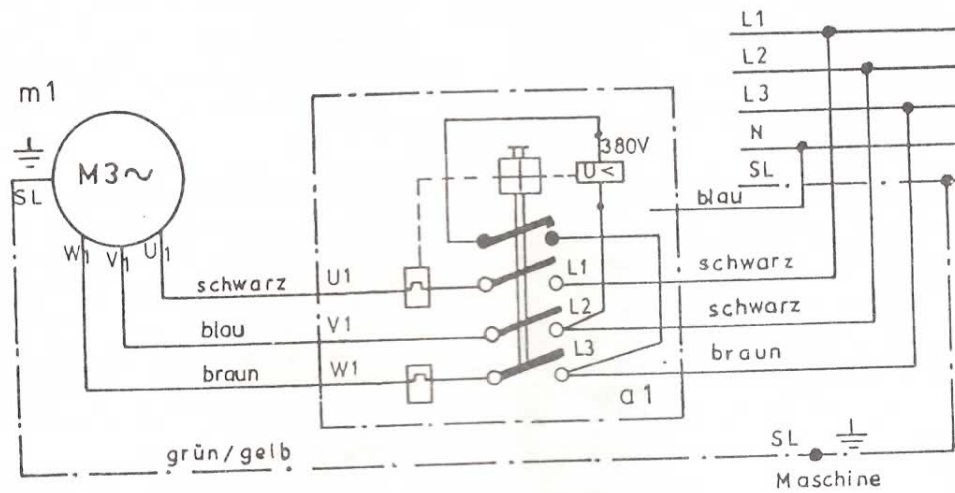 L1
L2
L3
N
SL
m1
M3~
SL
W1 V1 U1
380V
U<
blau
schwarz U1 L1 schwarz
blau V1 L2 schwarz
braun W1 L3 braun
a1
grün/gelb
SL
Maschine